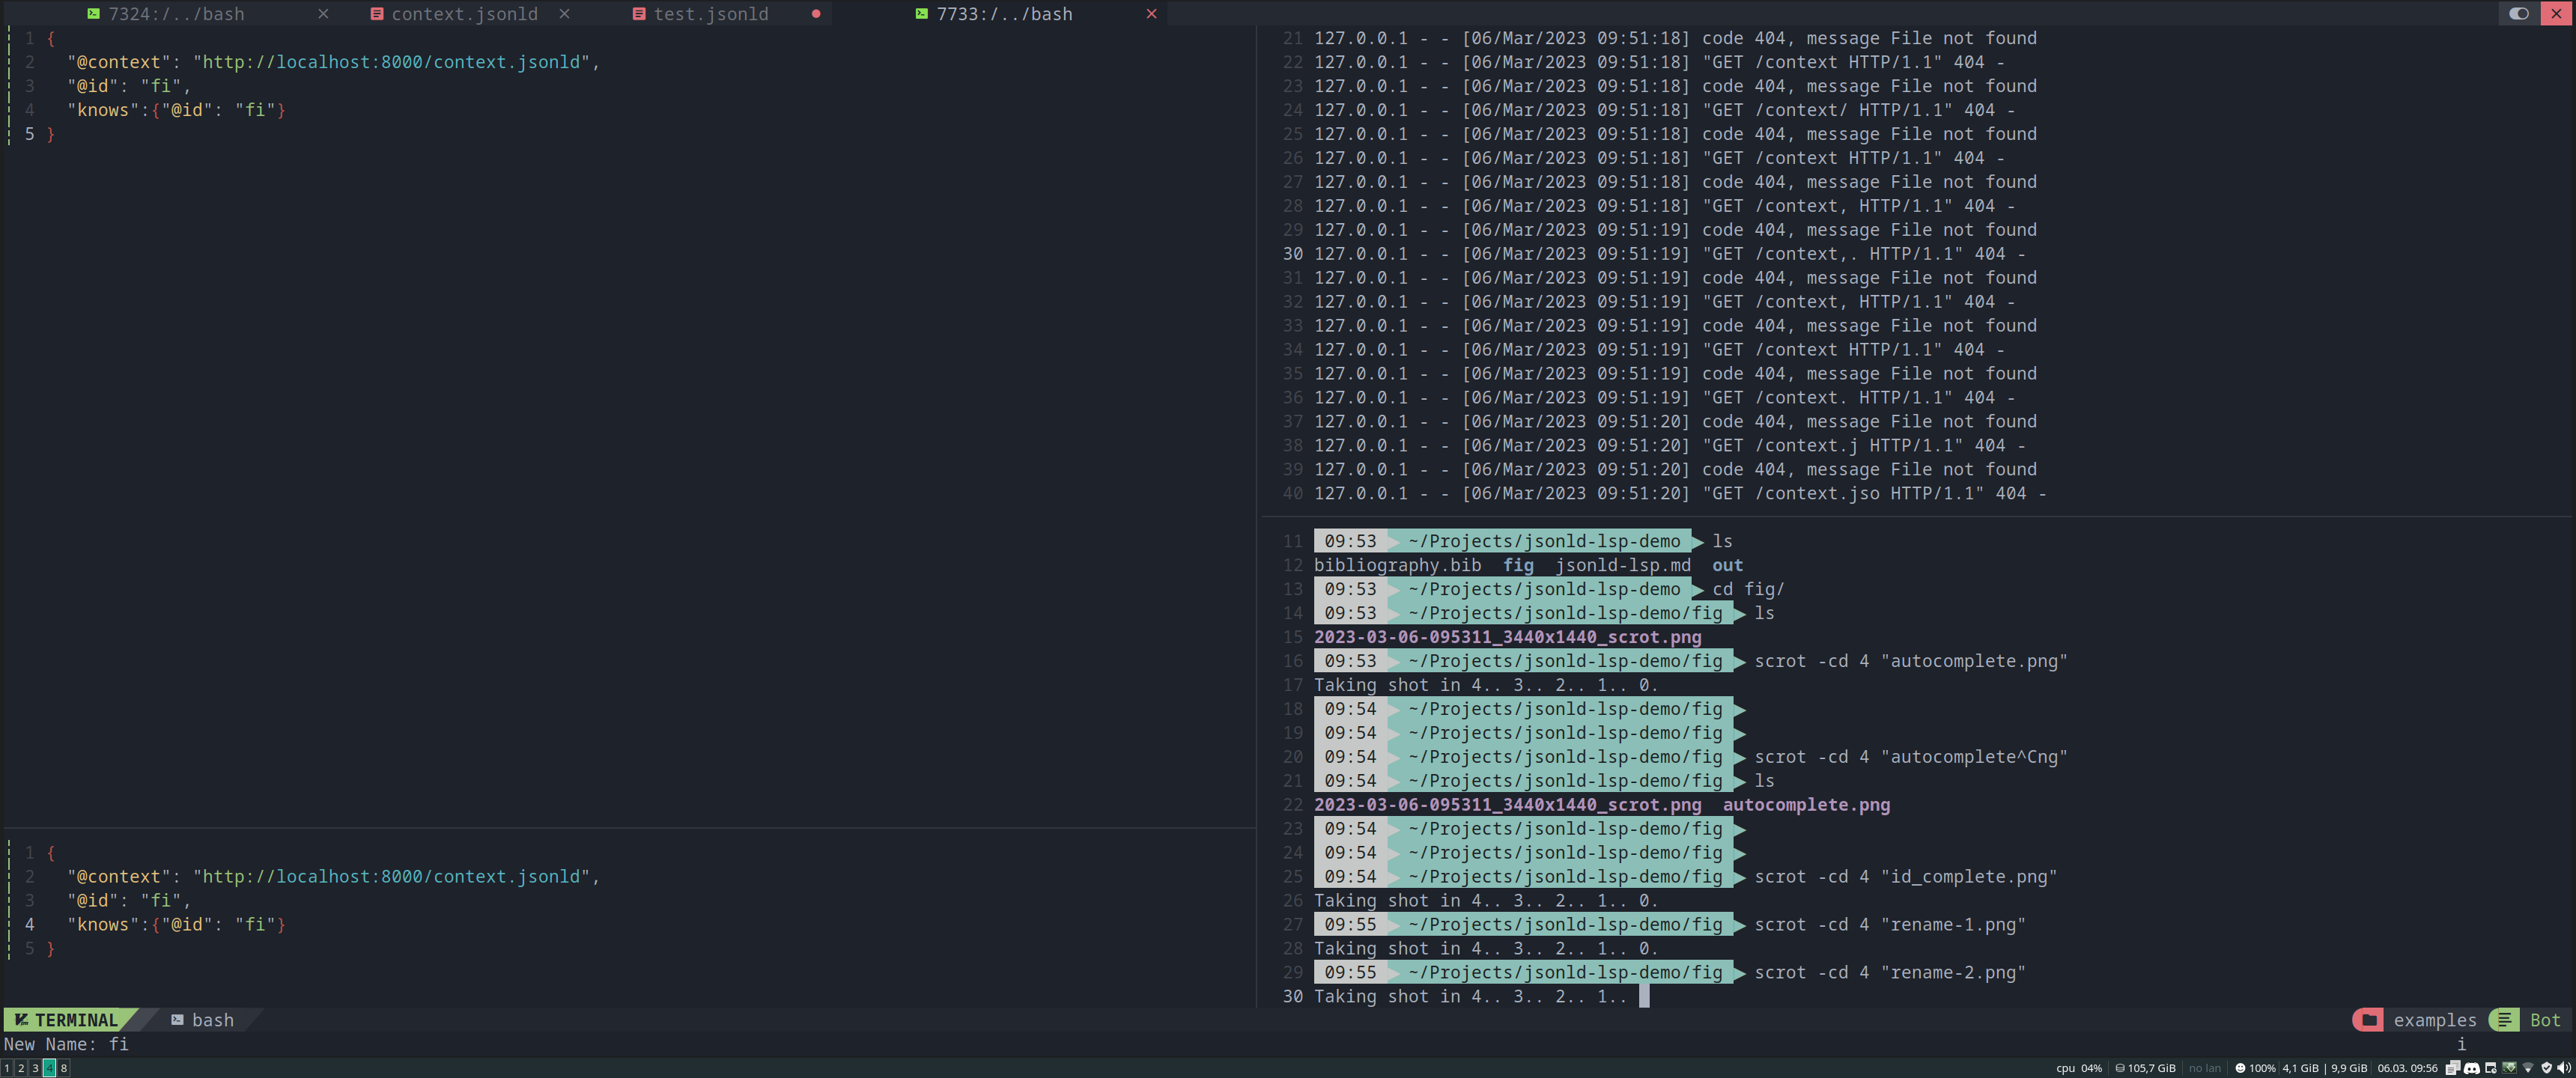 7324:/../bash × context.jsonld × test.jsonld ● 7733:/../bash ×
1 {
2 "@context": "http://localhost:8000/context.jsonld",
3 "@id": "fi",
4 "knows":{"@id": "fi"}
5 }
1 {
2 "@context": "http://localhost:8000/context.jsonld",
3 "@id": "fi",
4 "knows":{"@id": "fi"}
5 }
21 127.0.0.1 - - [06/Mar/2023 09:51:18] code 404, message File not found
22 127.0.0.1 - - [06/Mar/2023 09:51:18] "GET /context HTTP/1.1" 404 -
23 127.0.0.1 - - [06/Mar/2023 09:51:18] code 404, message File not found
24 127.0.0.1 - - [06/Mar/2023 09:51:18] "GET /context/ HTTP/1.1" 404 -
25 127.0.0.1 - - [06/Mar/2023 09:51:18] code 404, message File not found
26 127.0.0.1 - - [06/Mar/2023 09:51:18] "GET /context HTTP/1.1" 404 -
27 127.0.0.1 - - [06/Mar/2023 09:51:18] code 404, message File not found
28 127.0.0.1 - - [06/Mar/2023 09:51:18] "GET /context, HTTP/1.1" 404 -
29 127.0.0.1 - - [06/Mar/2023 09:51:19] code 404, message File not found
30 127.0.0.1 - - [06/Mar/2023 09:51:19] "GET /context,. HTTP/1.1" 404 -
31 127.0.0.1 - - [06/Mar/2023 09:51:19] code 404, message File not found
32 127.0.0.1 - - [06/Mar/2023 09:51:19] "GET /context, HTTP/1.1" 404 -
33 127.0.0.1 - - [06/Mar/2023 09:51:19] code 404, message File not found
34 127.0.0.1 - - [06/Mar/2023 09:51:19] "GET /context HTTP/1.1" 404 -
35 127.0.0.1 - - [06/Mar/2023 09:51:19] code 404, message File not found
36 127.0.0.1 - - [06/Mar/2023 09:51:19] "GET /context. HTTP/1.1" 404 -
37 127.0.0.1 - - [06/Mar/2023 09:51:20] code 404, message File not found
38 127.0.0.1 - - [06/Mar/2023 09:51:20] "GET /context.j HTTP/1.1" 404 -
39 127.0.0.1 - - [06/Mar/2023 09:51:20] code 404, message File not found
40 127.0.0.1 - - [06/Mar/2023 09:51:20] "GET /context.jso HTTP/1.1" 404 -
11 09:53 ~/Projects/jsonld-lsp-demo ls
12 bibliography.bib fig jsonld-lsp.md out
13 09:53 ~/Projects/jsonld-lsp-demo cd fig/
14 09:53 ~/Projects/jsonld-lsp-demo/fig ls
15 2023-03-06-095311_3440x1440_scrot.png
16 09:53 ~/Projects/jsonld-lsp-demo/fig scrot -cd 4 "autocomplete.png"
17 Taking shot in 4.. 3.. 2.. 1.. 0.
18 09:54 ~/Projects/jsonld-lsp-demo/fig
19 09:54 ~/Projects/jsonld-lsp-demo/fig
20 09:54 ~/Projects/jsonld-lsp-demo/fig scrot -cd 4 "autocomplete^Cng"
21 09:54 ~/Projects/jsonld-lsp-demo/fig ls
22 2023-03-06-095311_3440x1440_scrot.png autocomplete.png
23 09:54 ~/Projects/jsonld-lsp-demo/fig
24 09:54 ~/Projects/jsonld-lsp-demo/fig
25 09:54 ~/Projects/jsonld-lsp-demo/fig scrot -cd 4 "id_complete.png"
26 Taking shot in 4.. 3.. 2.. 1.. 0.
27 09:55 ~/Projects/jsonld-lsp-demo/fig scrot -cd 4 "rename-1.png"
28 Taking shot in 4.. 3.. 2.. 1.. 0.
29 09:55 ~/Projects/jsonld-lsp-demo/fig scrot -cd 4 "rename-2.png"
30 Taking shot in 4.. 3.. 2.. 1..
TERMINAL bash examples Bot
New Name: fi i
1 2 3 4 8 cpu 04% 105,7 GiB no lan 100% 4,1 GiB | 9,9 GiB 06.03. 09:56